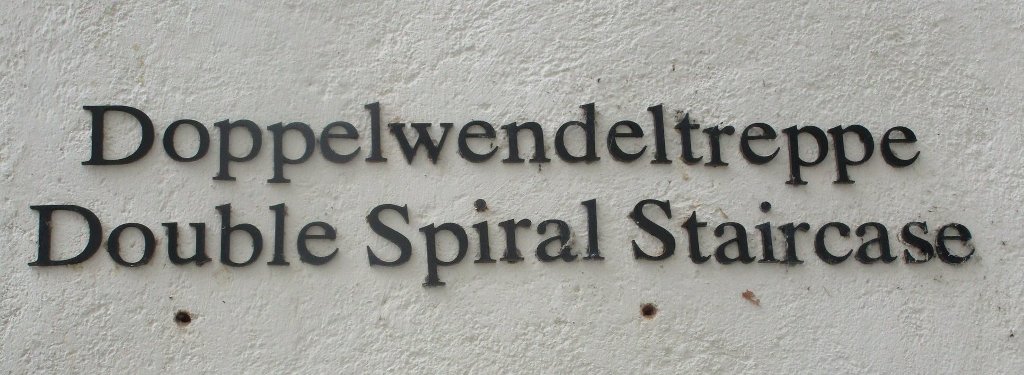 Doppelwendeltreppe
Double Spiral Staircase